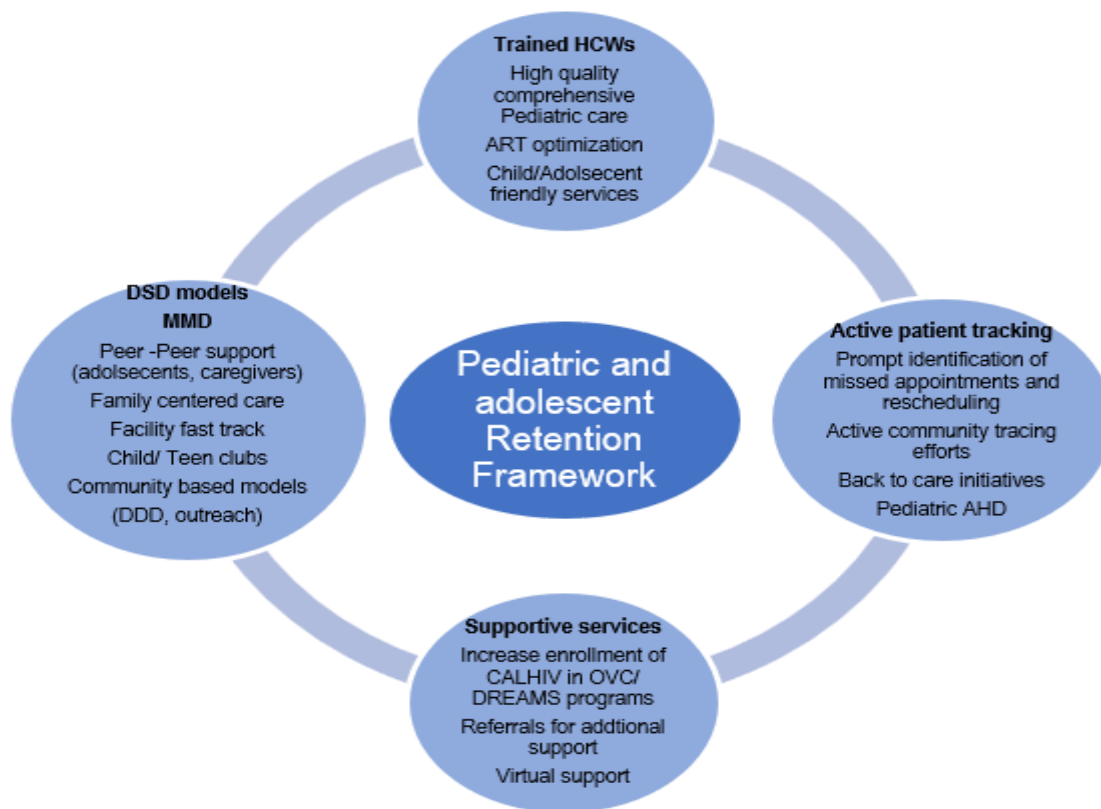 Trained HCWs
High quality
comprehensive
Pediatric care
ART optimization
Child/Adolsecent
friendly services
DSD models
MMD
Peer -Peer support
(adolsecents, caregivers)
Family centered care
Facility fast track
Child/ Teen clubs
Community based models
(DDD, outreach)
Pediatric and
adolescent
Retention
Framework
Active patient tracking
Prompt identification of
missed appointments and
rescheduling
Active community tracing
efforts
Back to care initiatives
Pediatric AHD
Supportive services
Increase enrollment of
CALHIV in OVC/
DREAMS programs
Referrals for addtional
support
Virtual support